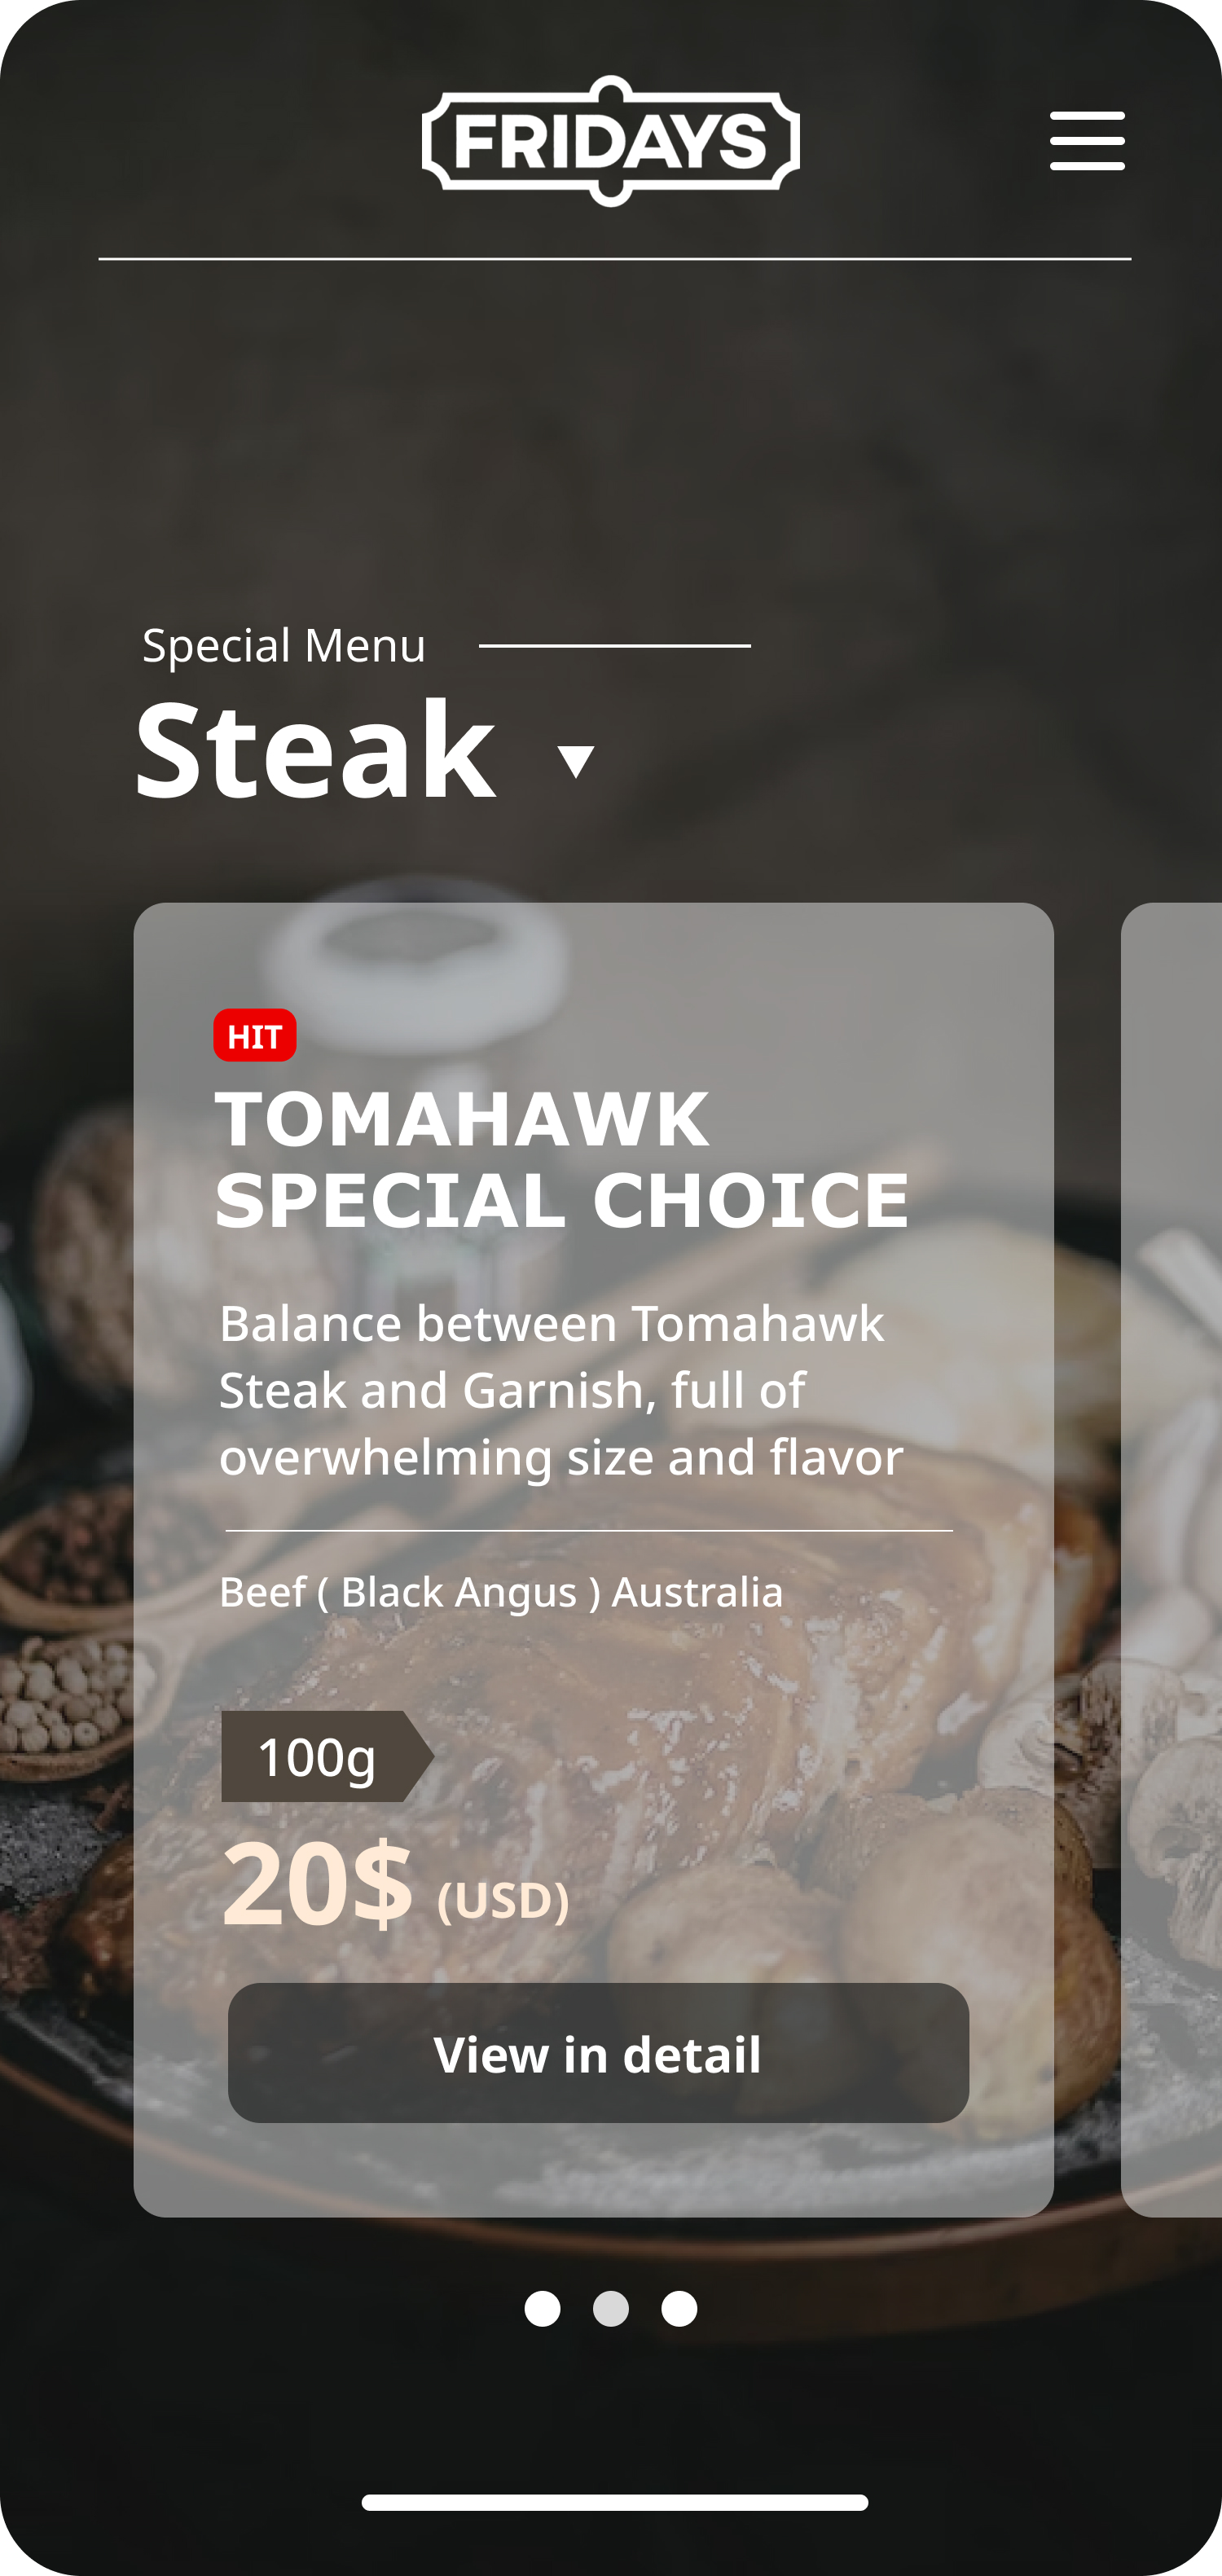 FRIDAYS
Special Menu
Steak
HIT
TOMAHAWK
SPECIAL CHOICE
Balance between Tomahawk
Steak and Garnish, full of
overwhelming size and flavor
Beef ( Black Angus ) Australia
100g
20$ (USD)
View in detail